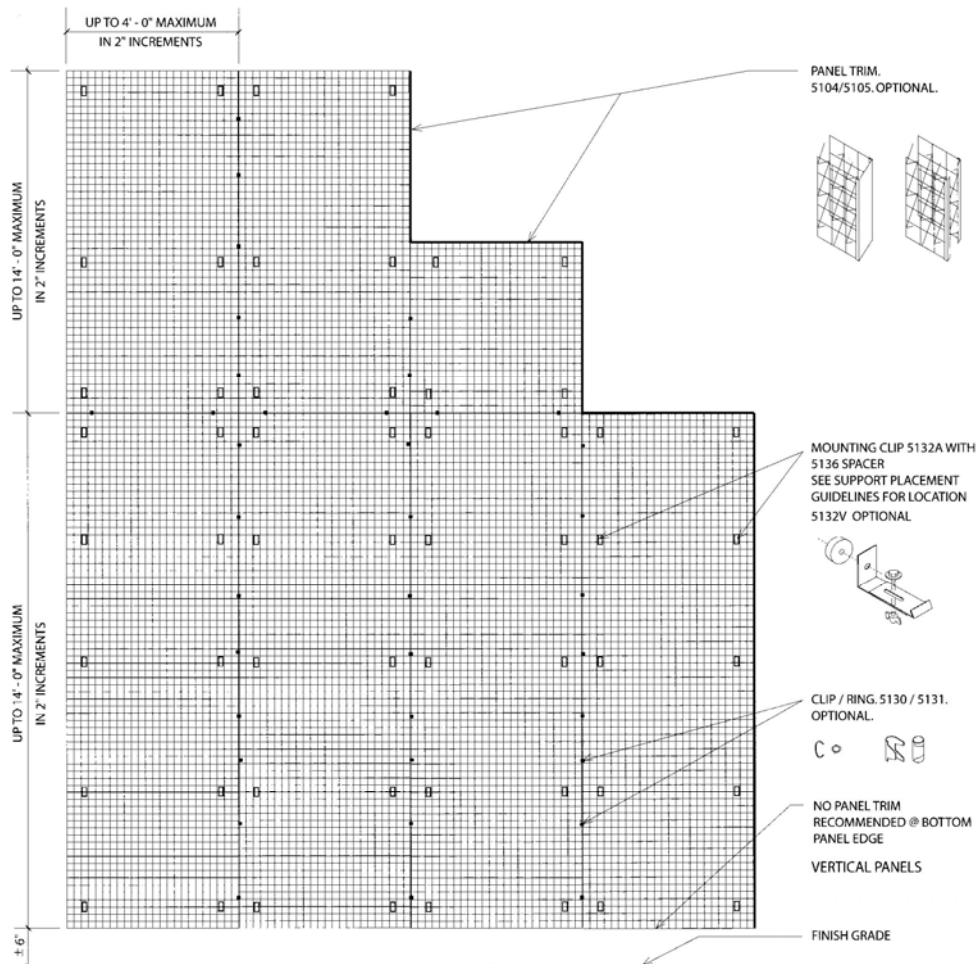 UP TO 4' - 0" MAXIMUM
IN 2" INCREMENTS
PANEL TRIM.
5104/5105. OPTIONAL.
UP TO 14' - 0" MAXIMUM
IN 2" INCREMENTS
MOUNTING CLIP 5132A WITH
5136 SPACER
SEE SUPPORT PLACEMENT
GUIDELINES FOR LOCATION
5132V OPTIONAL
UP TO 14' - 0" MAXIMUM
IN 2" INCREMENTS
CLIP / RING. 5130 / 5131.
OPTIONAL.
NO PANEL TRIM
RECOMMENDED @ BOTTOM
PANEL EDGE
VERTICAL PANELS
FINISH GRADE
± 6"